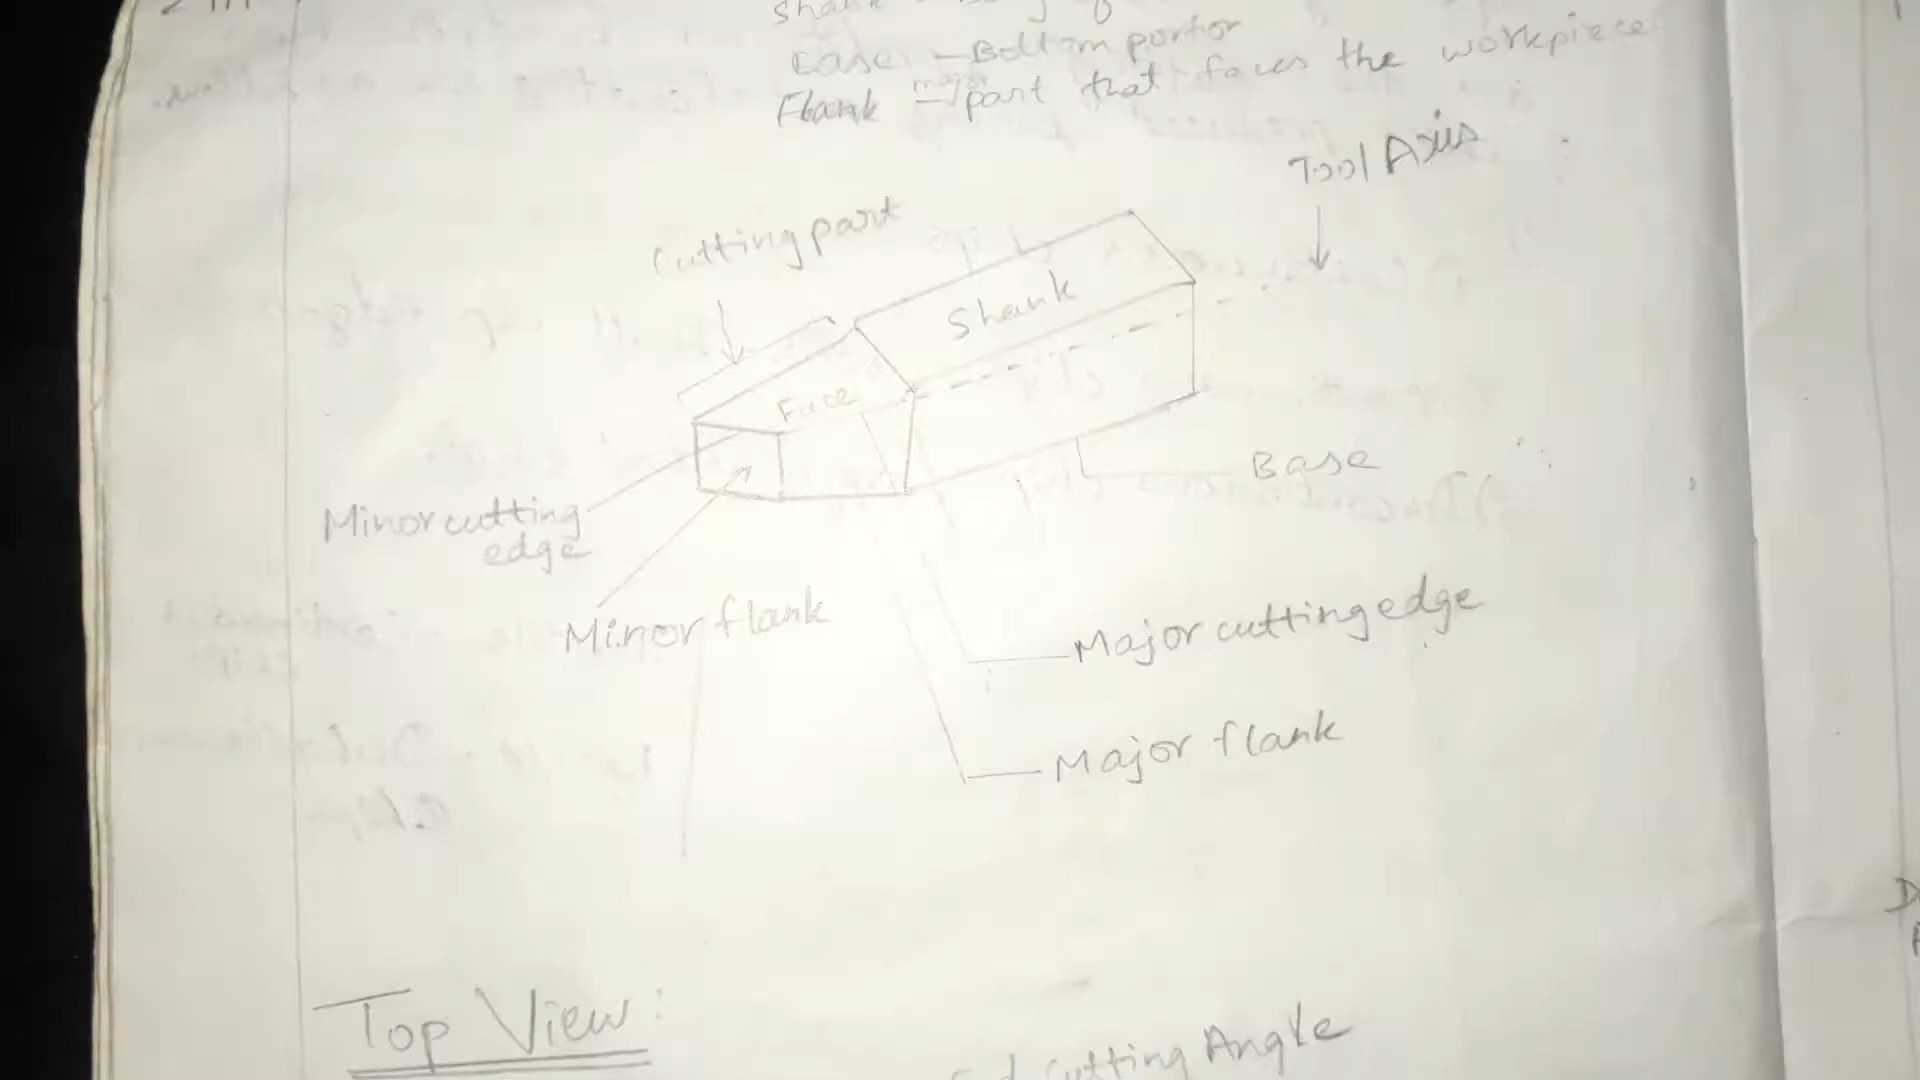 Shank
Base - Bottom portion
major
Flank - part that faces the workpiece
Tool Axis
Cutting part
Shank
Face
Base
Minor cutting
edge
Minor flank
Major cutting edge
Major flank
Top View:
Cutting Angle